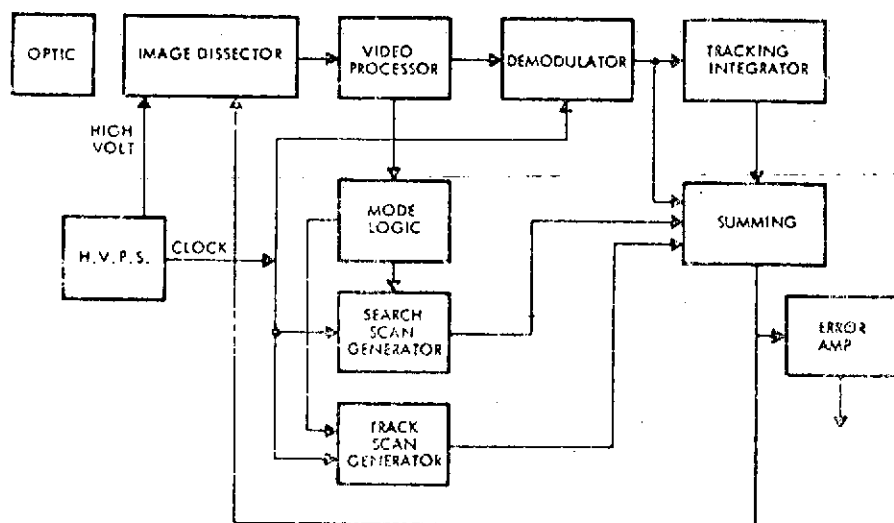 OPTIC
IMAGE DISSECTOR
VIDEO
PROCESSOR
DEMODULATOR
TRACKING
INTEGRATOR
HIGH
VOLT
MODE
LOGIC
SUMMING
H.V.P.S.
CLOCK
SEARCH
SCAN
GENERATOR
ERROR
AMP
TRACK
SCAN
GENERATOR